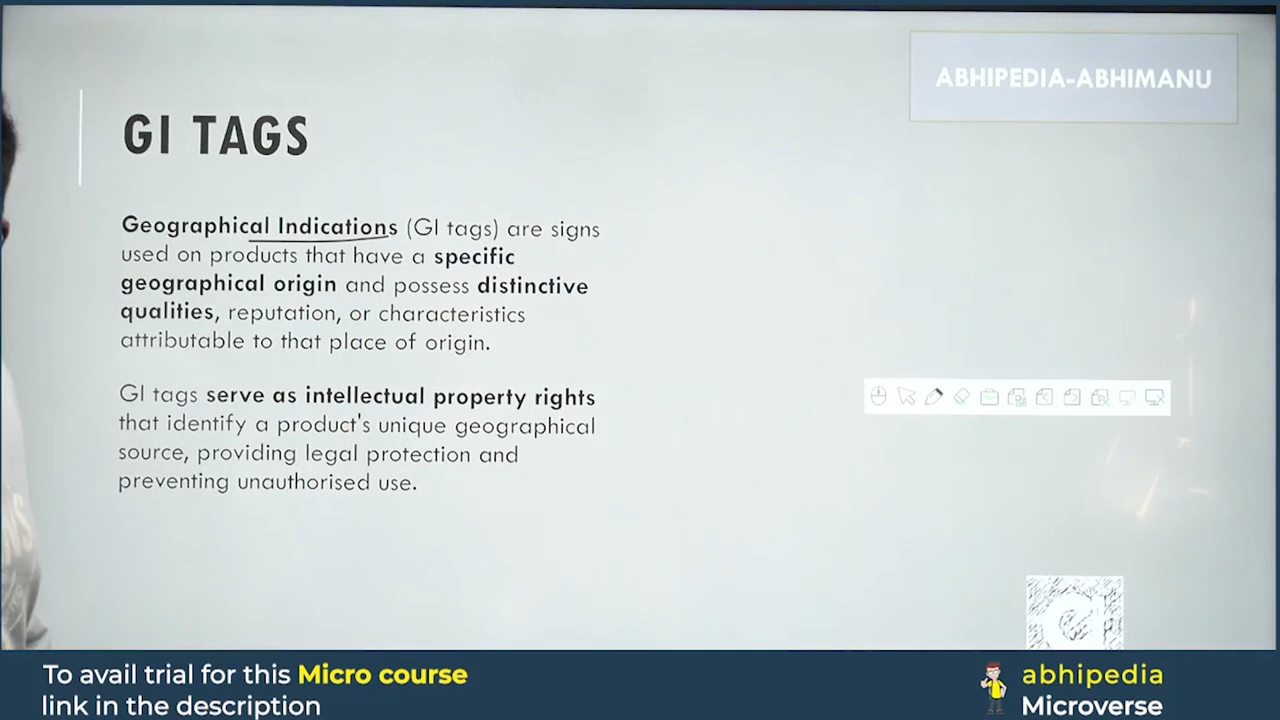 ABHIPEDIA-ABHIMANU
GI TAGS
Geographical Indications (GI tags) are signs
used on products that have a specific
geographical origin and possess distinctive
qualities, reputation, or characteristics
attributable to that place of origin.
GI tags serve as intellectual property rights
that identify a product's unique geographical
source, providing legal protection and
preventing unauthorised use.
To avail trial for this Micro course
link in the description
abhipedia
Microverse